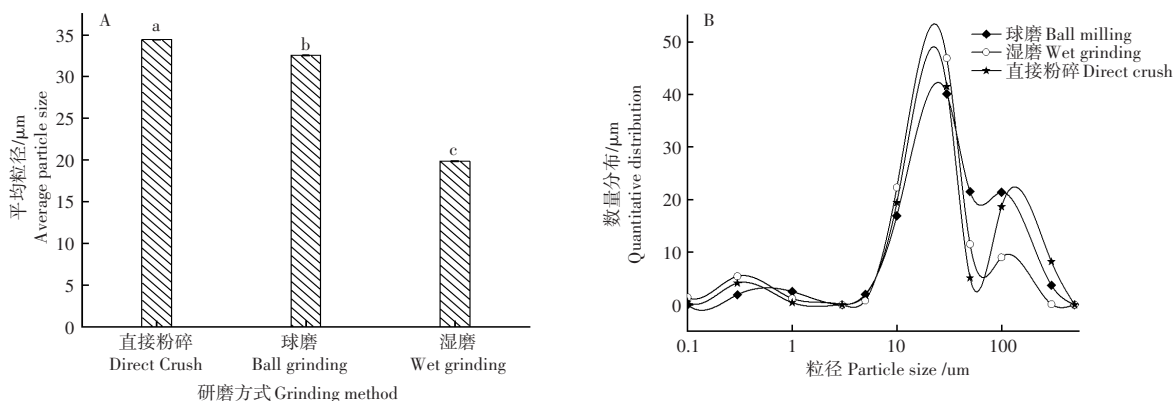 A
35
30
25
20
15
10
5
0
平均粒径/μm
Average particle size
a
b
c
直接粉碎
Direct Crush
球磨
Ball grinding
湿磨
Wet grinding
研磨方式 Grinding method
B
50
40
30
20
10
0
数量分布/μm
Quantitative distribution
球磨 Ball milling
湿磨 Wet grinding
直接粉碎 Direct crush
0.1
1
10
100
粒径 Particle size /um